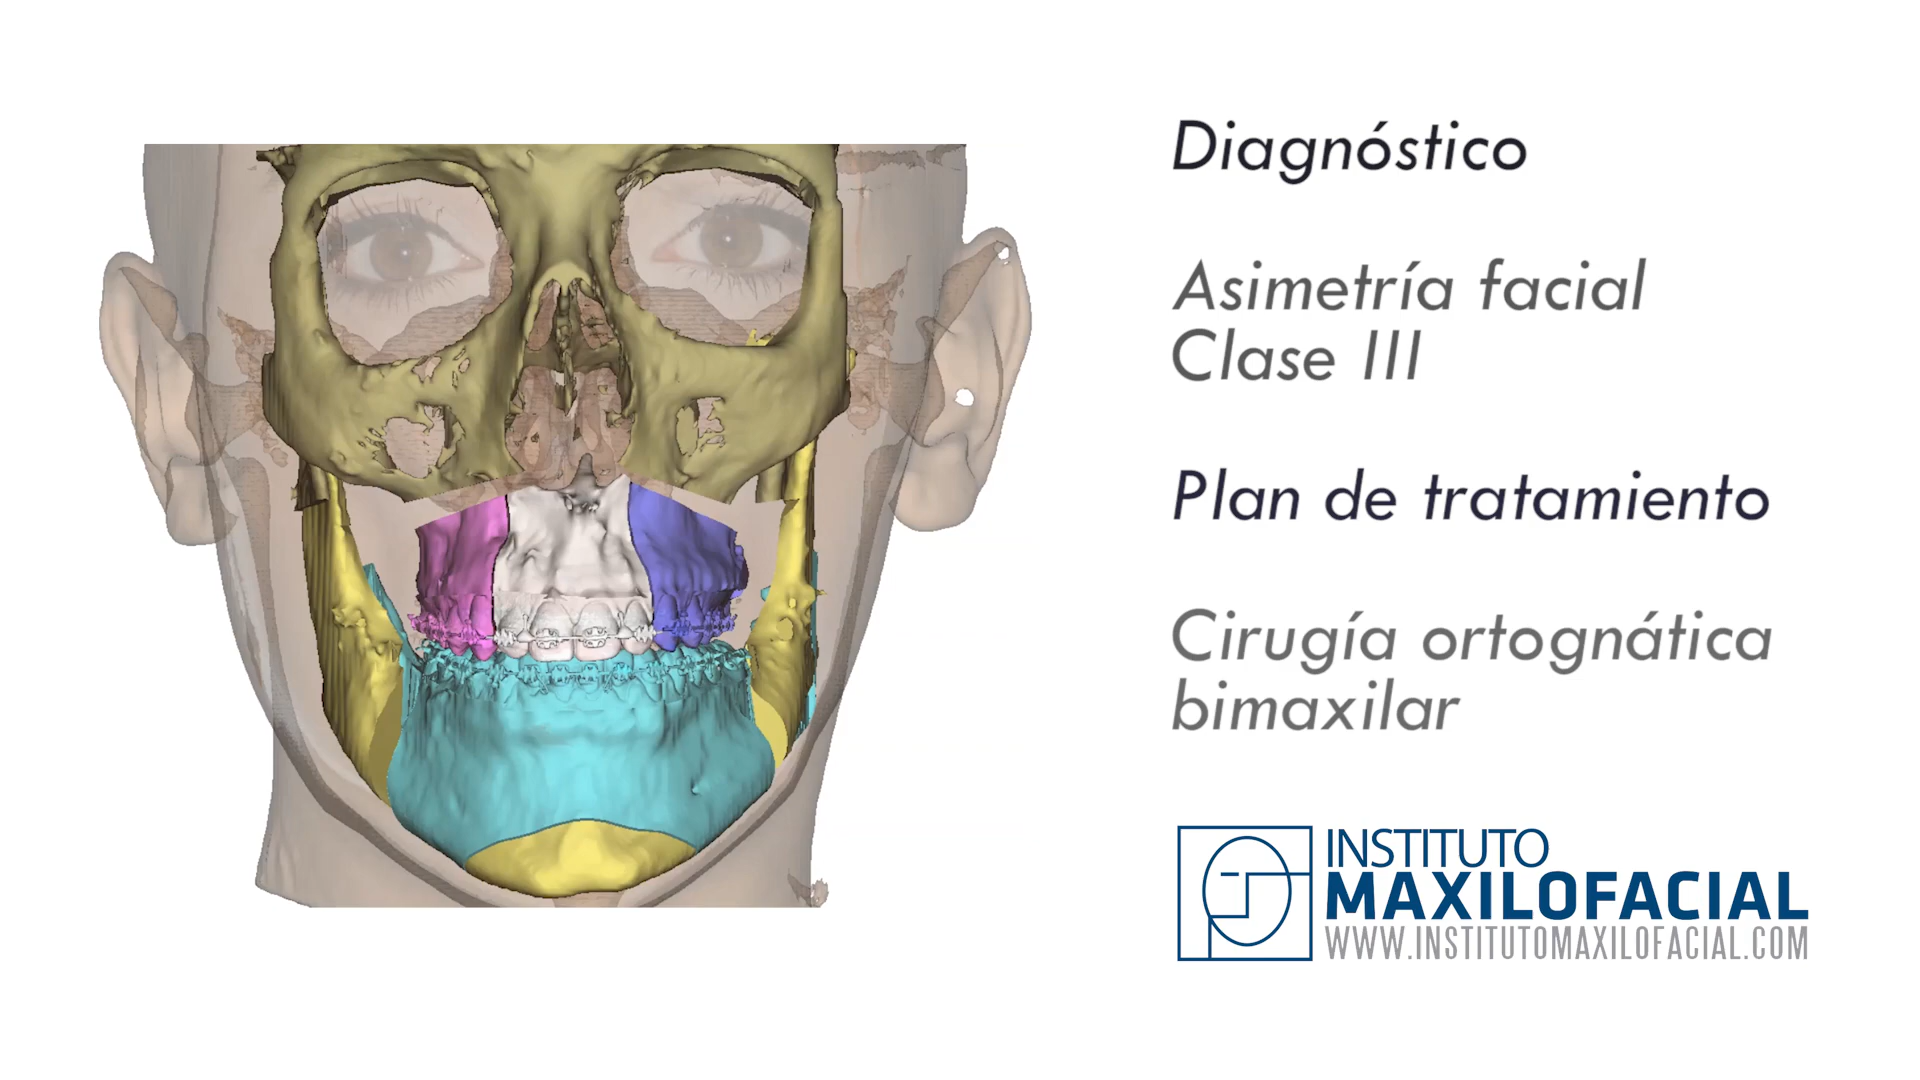 Diagnóstico
Asimetría facial
Clase III
Plan de tratamiento
Cirugía ortognática
bimaxilar
INSTITUTO
MAXILOFACIAL
WWW.INSTITUTOMAXILOFACIAL.COM